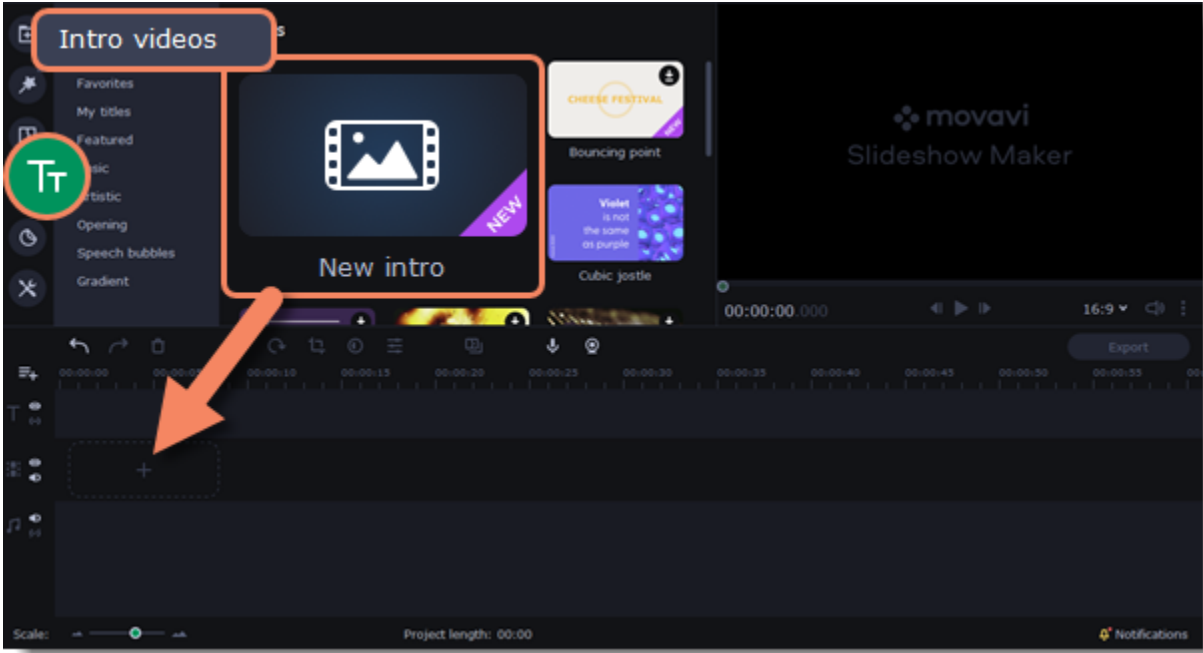 Intro videos
Favorites
My titles
Featured
Opening
Speech bubbles
Gradient
TT
NEW
New intro
CHEESE FESTIVAL
NEW
Bouncing point
Violet
is not
the same
as purple
Cubic jostle
movavi
Slideshow Maker
00:00:00.000
16:9
Export
00:00:00
00:00:10
00:00:15
00:00:20
00:00:25
00:00:30
00:00:35
00:00:40
00:00:45
00:00:50
00:00:55
T
Scale:
Project length: 00:00
Notifications